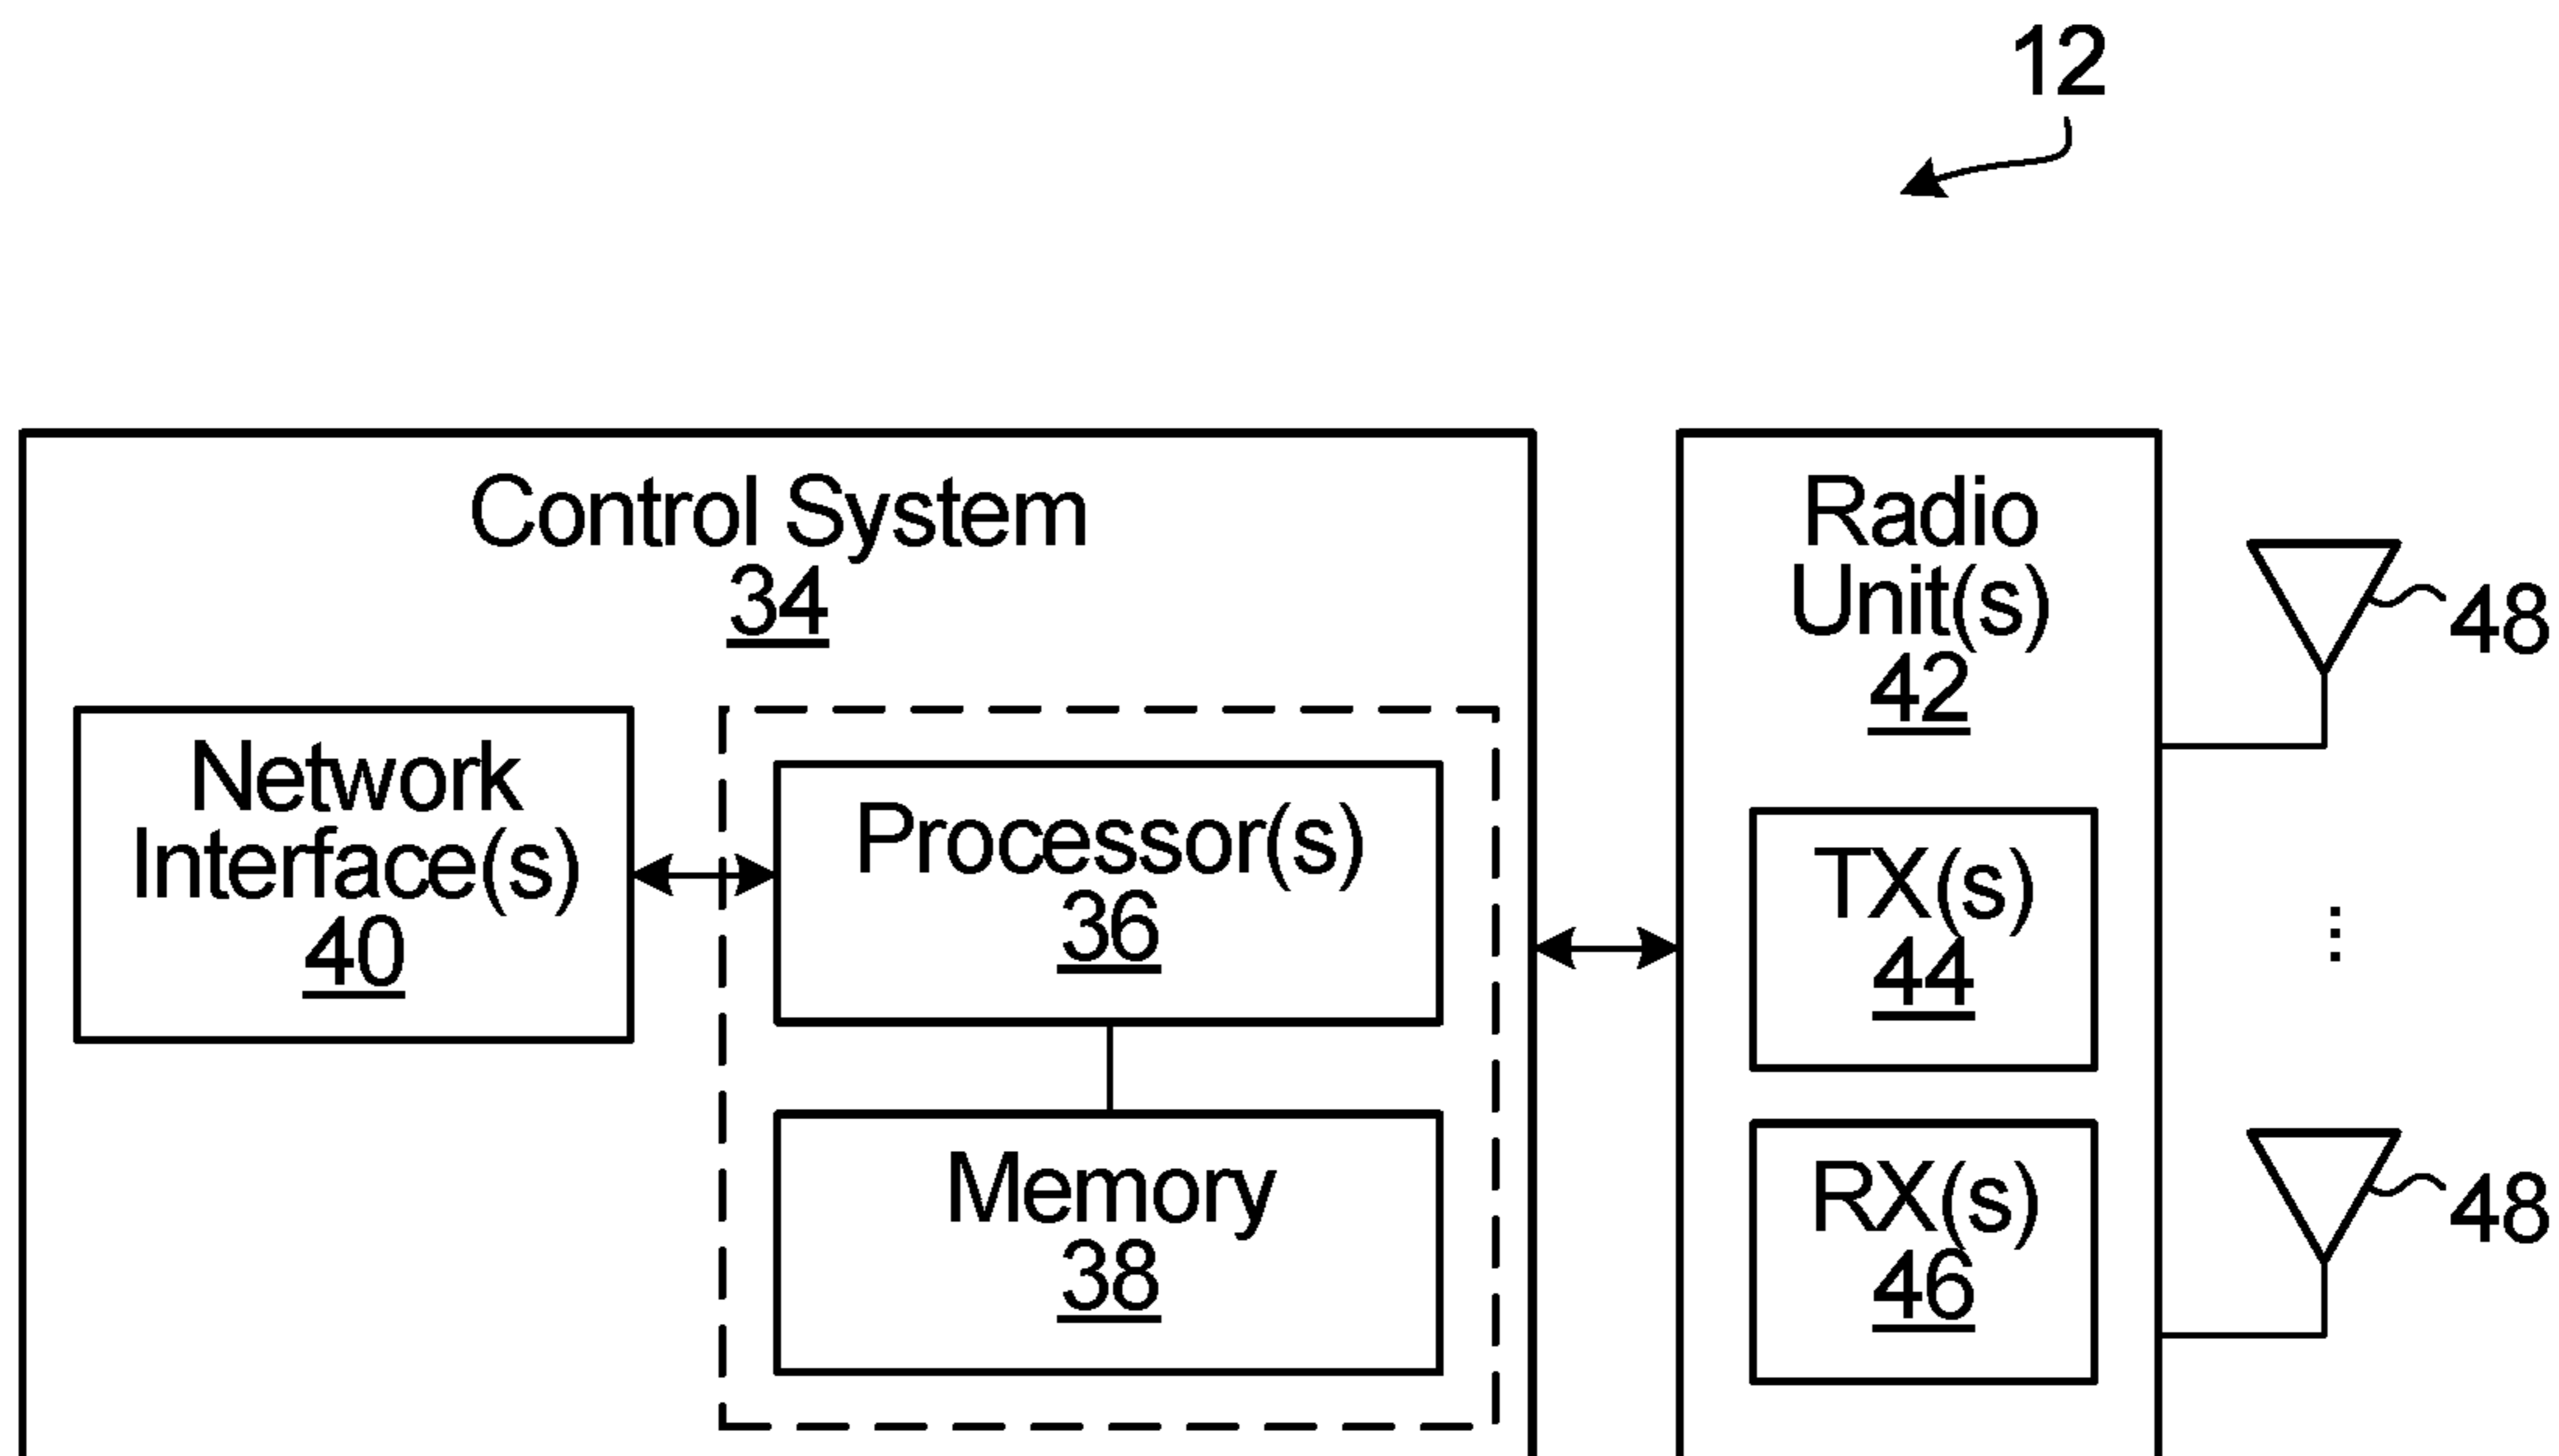 12
Control System
34
Network
Interface(s)
40
Processor(s)
36
Memory
38
Radio
Unit(s)
42
TX(s)
44
RX(s)
46
48
...
48